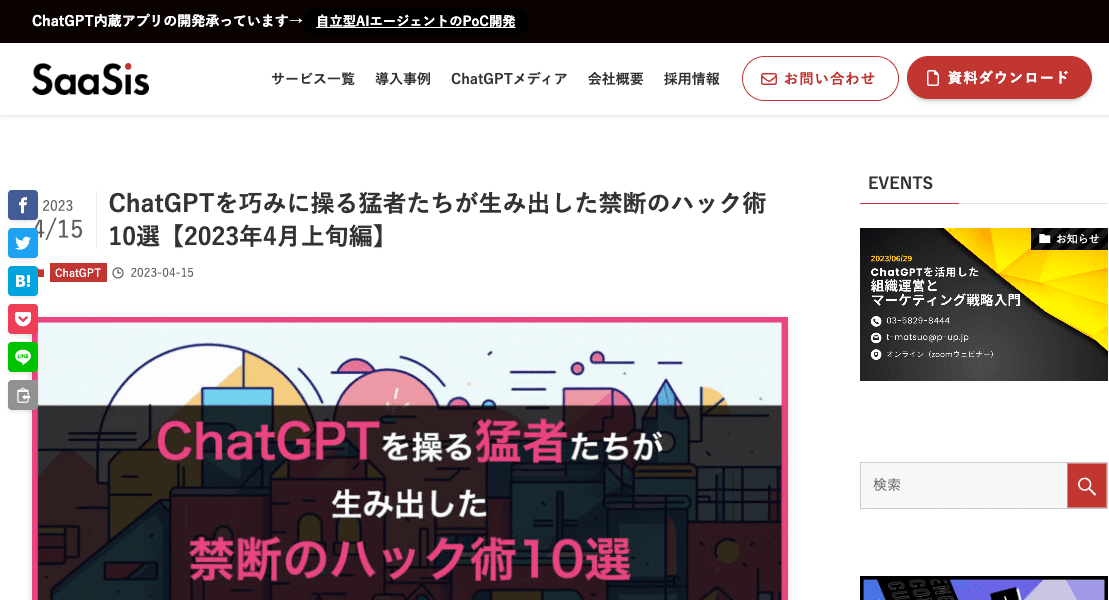 ChatGPT内蔵アプリの開発承っています→ 自立型AIエージェントのPoC開発
SaaSis
サービス一覧 導入事例 ChatGPTメディア 会社概要 採用情報 お問い合わせ 資料ダウンロード
2023
4/15
ChatGPTを巧みに操る猛者たちが生み出した禁断のハック術
10選【2023年4月上旬編】
ChatGPT 2023-04-15
B!
LINE
ChatGPTを操る猛者たちが
生み出した
禁断のハック術10選
EVENTS
お知らせ
2023/06/29
ChatGPTを活用した
組織運営と
マーケティング戦略入門
03-5829-8444
t-matsuo@p-up.jp
オンライン（zoomウェビナー）
検索